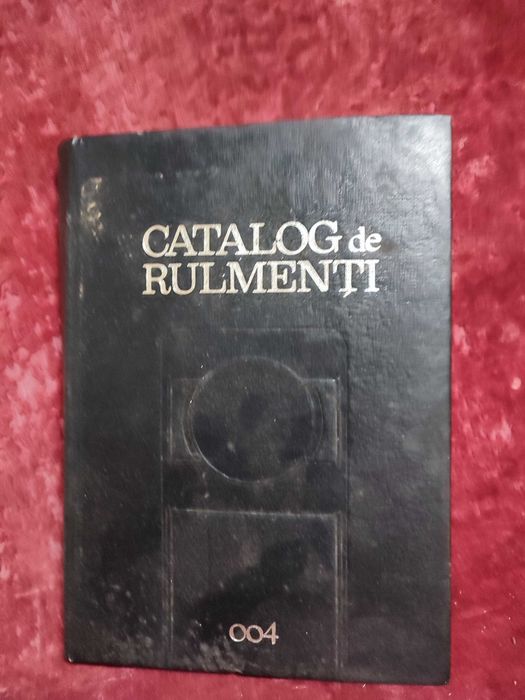 CATALOG de
RULMENȚI
004